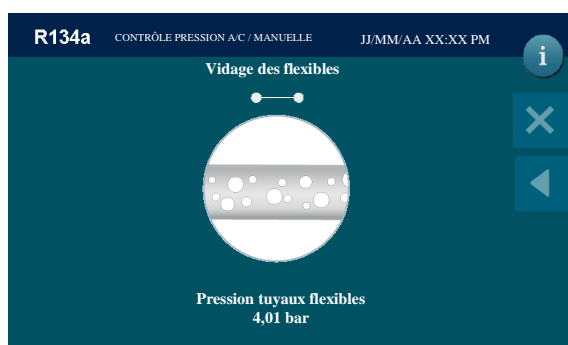 R134a CONTRÔLE PRESSION A/C / MANUELLE JJ/MM/AA XX:XX PM
i
Vidage des flexibles
Pression tuyaux flexibles
4,01 bar